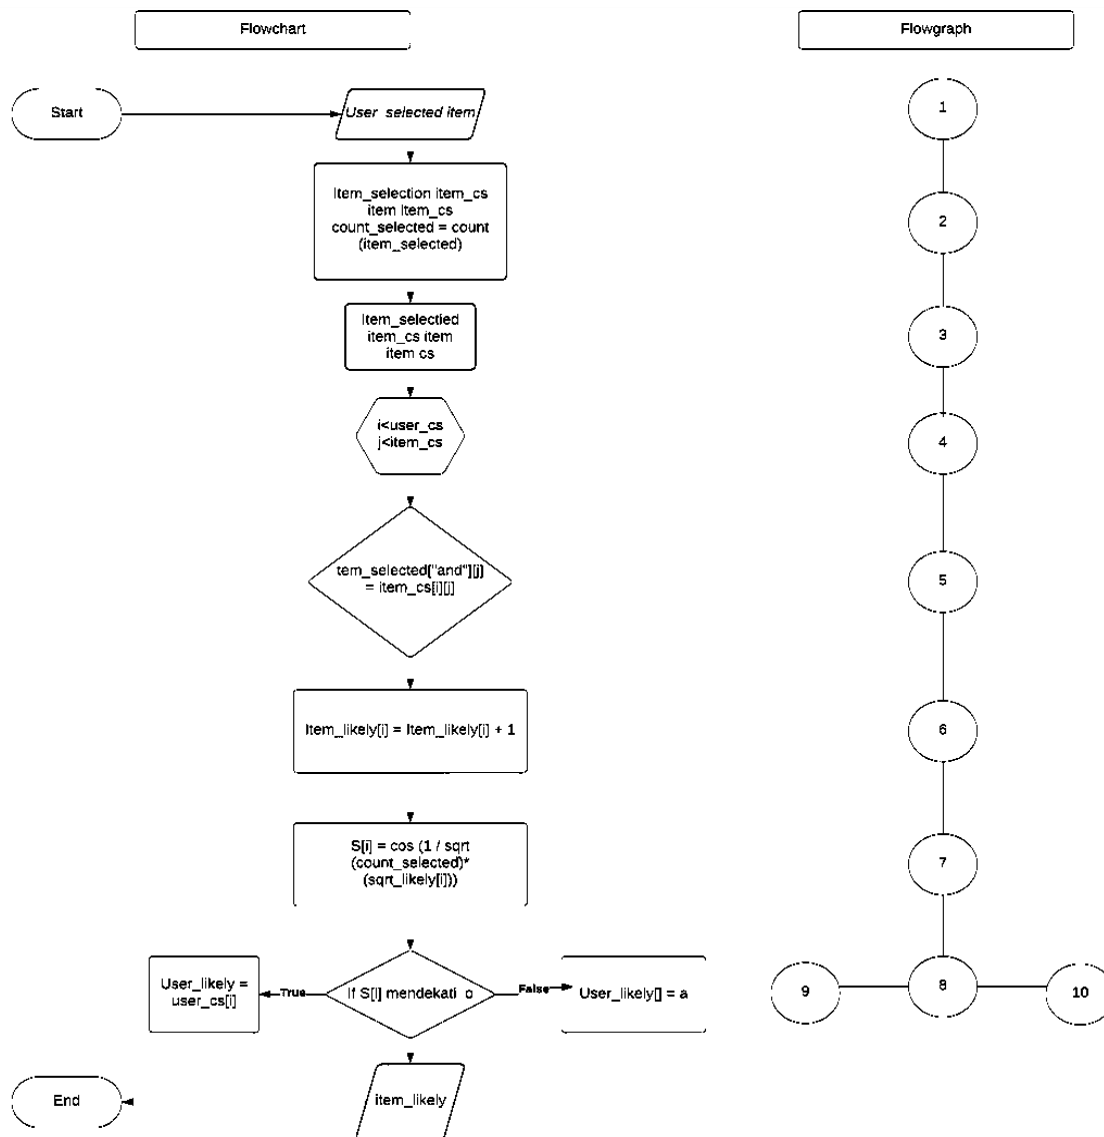 Flowchart
Flowgraph
Start
User selected item
1
Item_selection item_cs
item Item_cs
count_selected = count
(item_selected)
2
Item_selectied
item_cs item
item cs
3
i<user_cs
j<item_cs
4
tem_selected["and"][j]
= item_cs[i][j]
5
Item_likely[i] = Item_likely[i] + 1
6
S[i] = cos (1 / sqrt
(count_selected)*
(sqrt_likely[i]))
7
User_likely =
user_cs[i]
True
If S[i] mendekati o
False
User_likely[] = a
9
8
10
End
item_likely